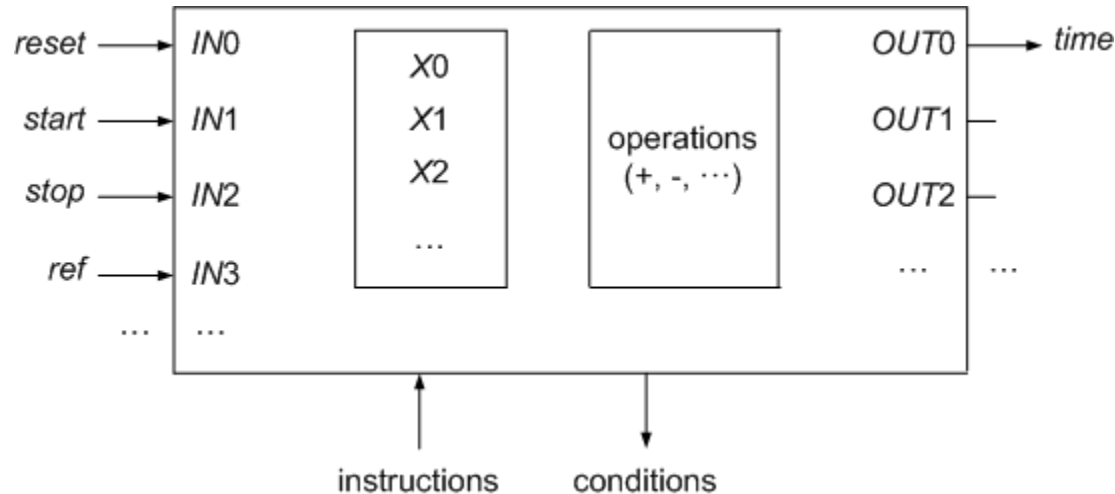 reset IN0 X0 OUT0 time
start IN1 X1 OUT1
stop IN2 X2 operations (+, -, ···) OUT2
ref IN3 ··· ··· ···
··· ···
instructions conditions